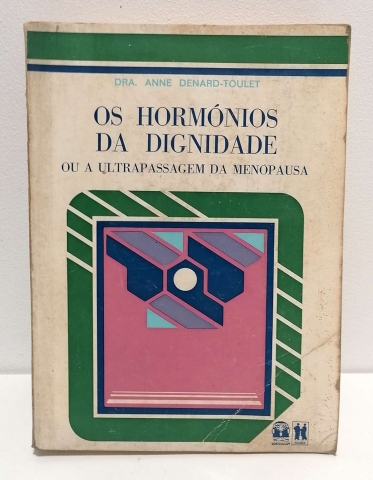 DRA. ANNE DENARD-TOULET
OS HORMÓNIOS
DA DIGNIDADE
OU A ULTRAPASSAGEM DA MENOPAUSA